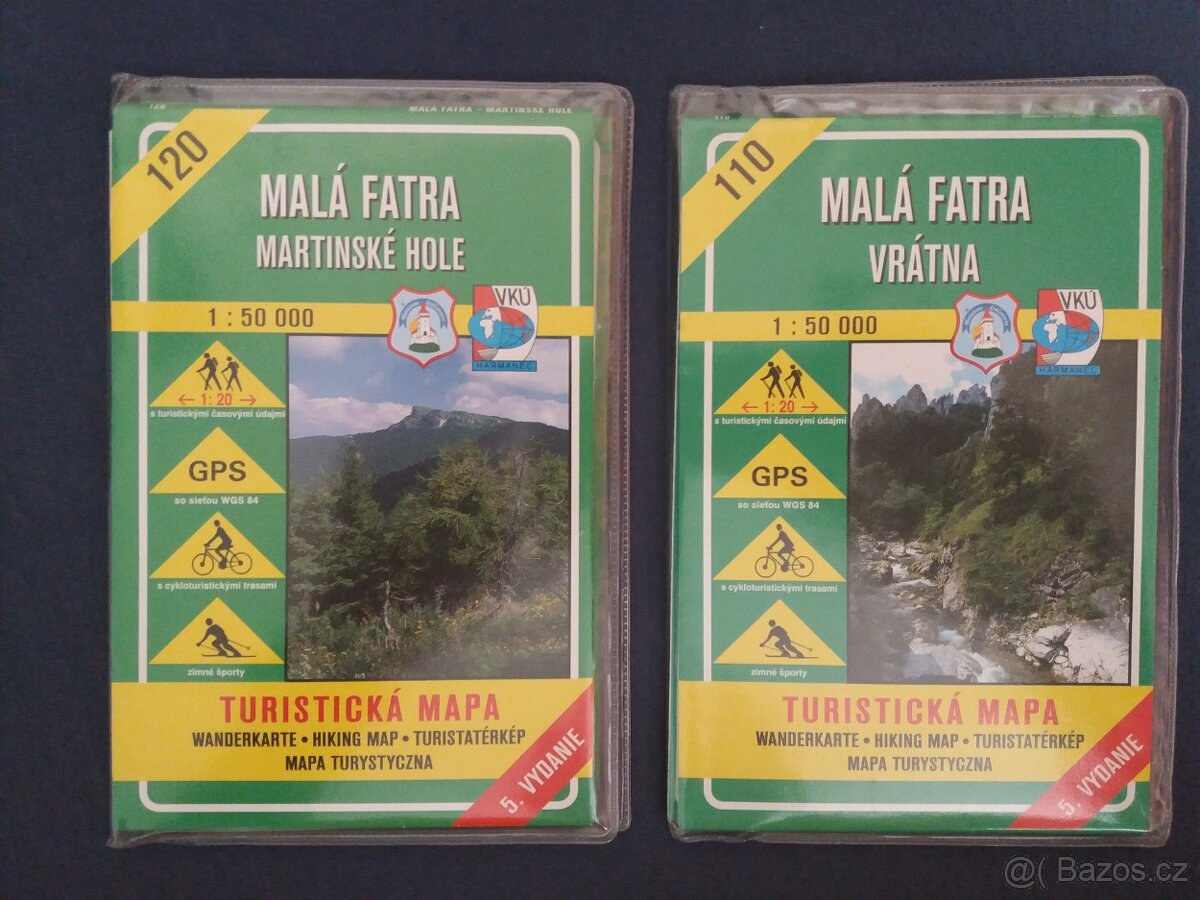 120
MALA FATRA - MARTINSKÉ HOLE
120
MALÁ FATRA
MARTINSKÉ HOLE
1 : 50 000
VKÚ
HARMANEC
← 1: 20 →
s turistickými časovými údajmi
GPS
so sieťou WGS 84
s cykloturistickými trasami
zimné športy
TURISTICKÁ MAPA
WANDERKARTE • HIKING MAP • TURISTATÉRKÉP
MAPA TURYSTYCZNA
5. VYDANIE
110
110
MALÁ FATRA
VRÁTNA
1 : 50 000
VKÚ
HARMANEC
← 1: 20 →
s turistickými časovými údajmi
GPS
so sieťou WGS 84
s cykloturistickými trasami
zimné športy
TURISTICKÁ MAPA
WANDERKARTE • HIKING MAP • TURISTATÉRKÉP
MAPA TURYSTYCZNA
5. VYDANIE
@( Bazos.cz